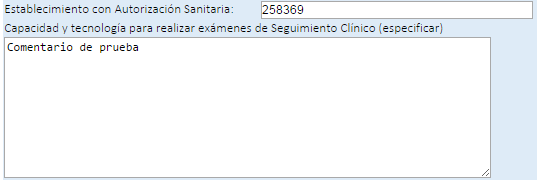 Establecimiento con Autorización Sanitaria: 258369
Capacidad y tecnología para realizar exámenes de Seguimiento Clínico (especificar)
Comentario de prueba